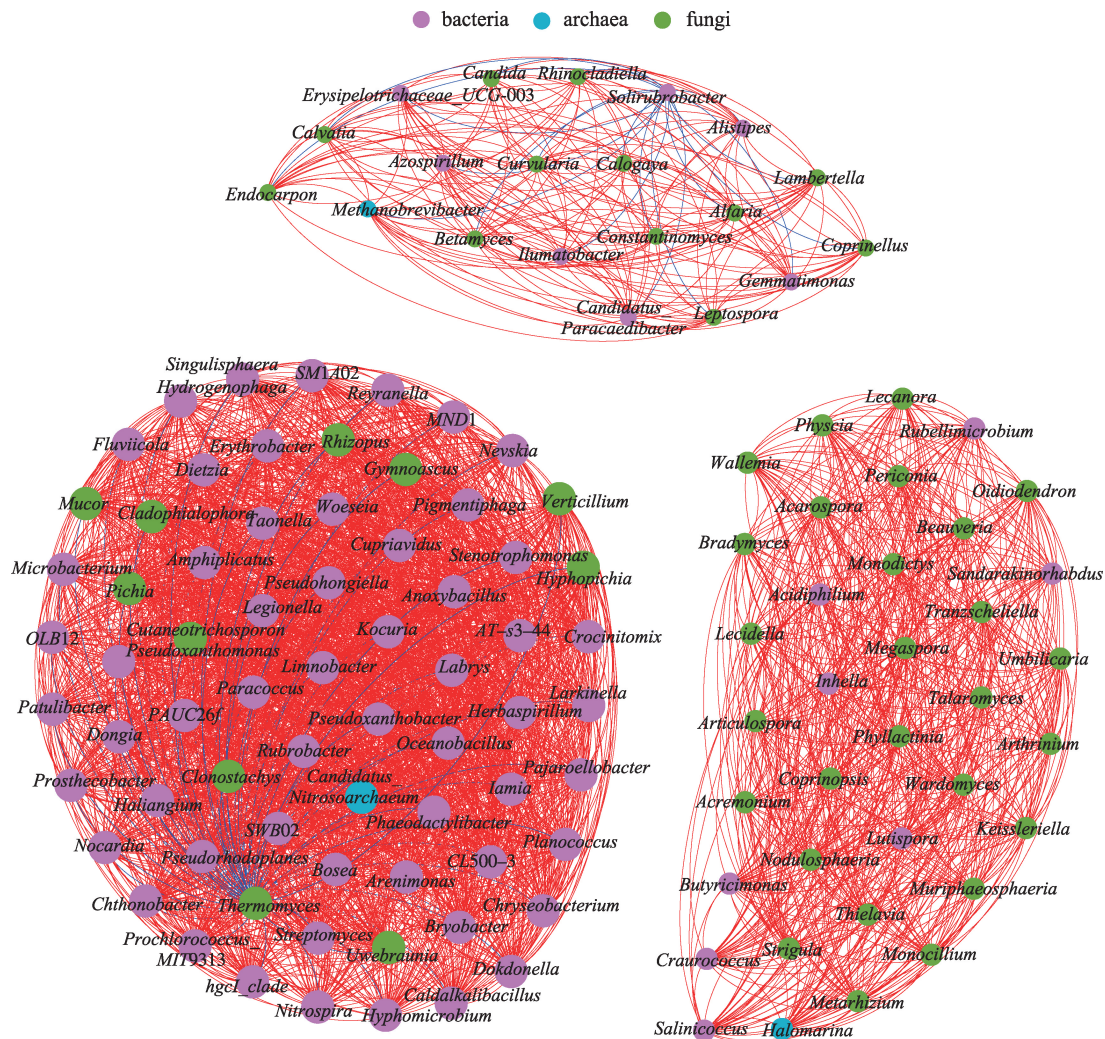 bacteria archaea fungi
Candida
Rhinocladiella
Erysipelotrichaceae_UCG-003
Solirubrobacter
Calvatia
Alistipes
Azospirillum
Curvularia
Calogaya
Lambertella
Endocarpon
Methanobrevibacter
Alfaria
Betamyces
Constantinomyces
Coprinellus
Ilumatobacter
Gemmatimonas
Candidatus_
Paracaedibacter
Leptospora
Singulisphaera
SM1A02
Hydrogenophaga
Reyranella
MND1
Fluviicola
Erythrobacter
Rhizopus
Nevskia
Dietzia
Gymnoascus
Mucor
Cladophialophora
Taonella
Woeseia
Pigmentiphaga
Verticillium
Cupriavidus
Stenotrophomonas
Microbacterium
Amphiplicatus
Hyphopichia
Pichia
Pseudohongiella
Anoxybacillus
Legionella
Cutaneotrichosporon
Kocuria
AT–s3–44
Crocinitomix
OLB12
Pseudoxanthomonas
Limnobacter
Labrys
Paracoccus
Larkinella
Patulibacter
PAUC26f
Pseudoxanthobacter
Herbaspirillum
Dongia
Rubrobacter
Oceanobacillus
Prosthecobacter
Clonostachys
Candidatus_
Nitrosoarchaeum
Pajaroellobacter
Haliangium
Iamia
Phaeodactylibacter
SWB02
Nocardia
Planococcus
Pseudorhodoplanes
Bosea
Arenimonas
CL500–3
Chthonobacter
Thermomyces
Chryseobacterium
Prochlorococcus_
MIT9313
Streptomyces
Bryobacter
Uwebraunia
Dokdonella
hgcI_clade
Caldalkalibacillus
Nitrospira
Hyphomicrobium
Lecanora
Physcia
Rubellimicrobium
Wallemia
Periconia
Oidiodendron
Acarospora
Beauveria
Bradymyces
Monodictys
Sandarakinorhabdus
Acidiphilium
Tranzscheliella
Lecidella
Megaspora
Umbilicaria
Inhella
Talaromyces
Articulospora
Phyllactinia
Arthrinium
Coprinopsis
Wardomyces
Acremonium
Keissleriella
Lutispora
Nodulosphaeria
Butyricimonas
Muriphaeosphaeria
Thielavia
Craurococcus
Sirigula
Monocillium
Metarhizium
Salinicoccus
Halomarina